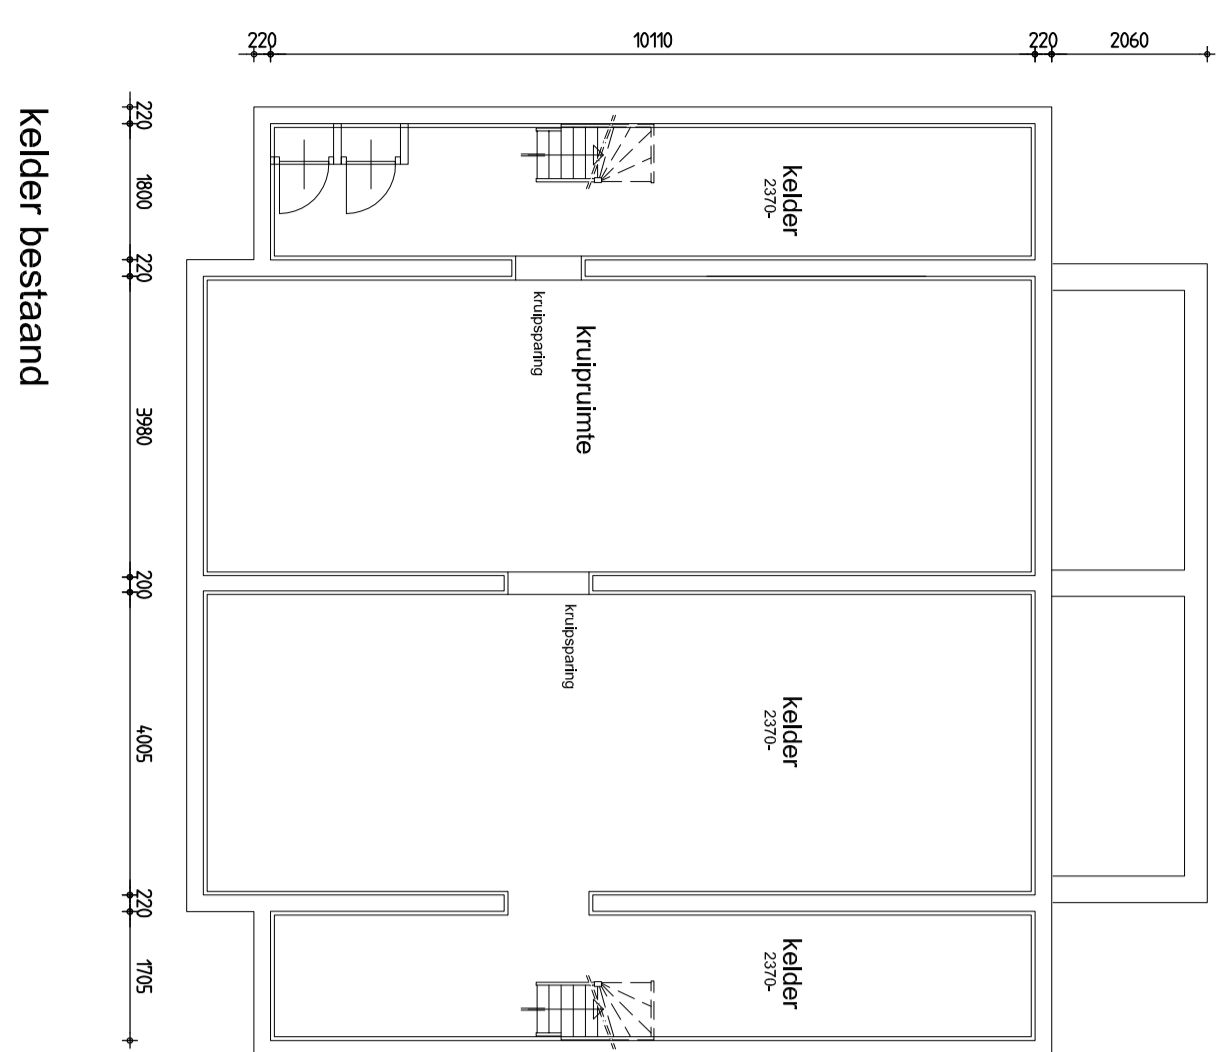 220
10110
220
2060
kelder bestaand
220
1800
220
3980
200
4005
220
1705
kelder
2370-
kruipsparing
kruipruimte
kruipsparing
kelder
2370-
kelder
2370-